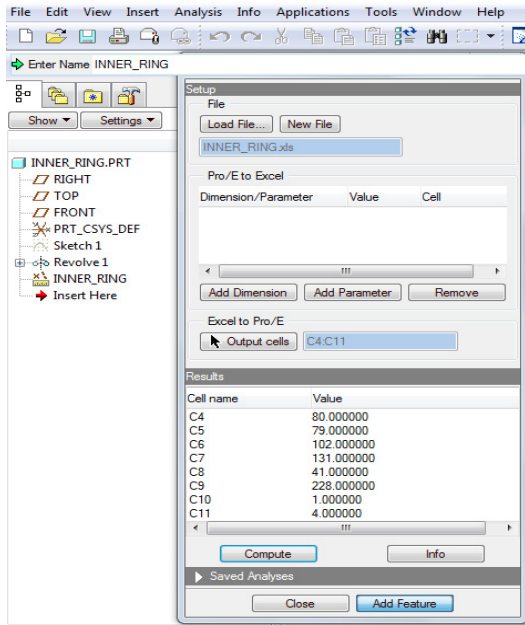 File Edit View Insert Analysis Info Applications Tools Window Help
Enter Name INNER_RING
Show Settings
INNER_RING.PRT
RIGHT
TOP
FRONT
PRT_CSYS_DEF
Sketch 1
Revolve 1
INNER_RING
Insert Here
Setup
File
Load File... New File
INNER_RING.xls
Pro/E to Excel
Dimension/Parameter Value Cell
Add Dimension Add Parameter Remove
Excel to Pro/E
Output cells C4:C11
Results
Cell name Value
C4 80.000000
C5 79.000000
C6 102.000000
C7 131.000000
C8 41.000000
C9 228.000000
C10 1.000000
C11 4.000000
Compute Info
Saved Analyses
Close Add Feature